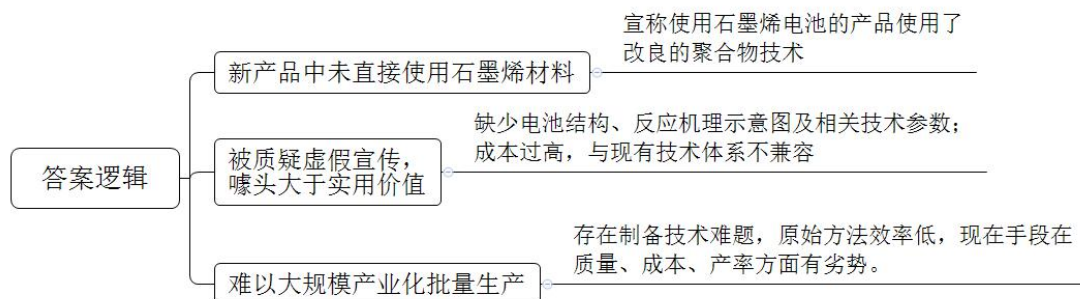 答案逻辑
新产品中未直接使用石墨烯材料
宣称使用石墨烯电池的产品使用了
改良的聚合物技术
被质疑虚假宣传，
噱头大于实用价值
缺少电池结构、反应机理示意图及相关技术参数；
成本过高，与现有技术体系不兼容
难以大规模产业化批量生产
存在制备技术难题，原始方法效率低，现在手段在
质量、成本、产率方面有劣势。